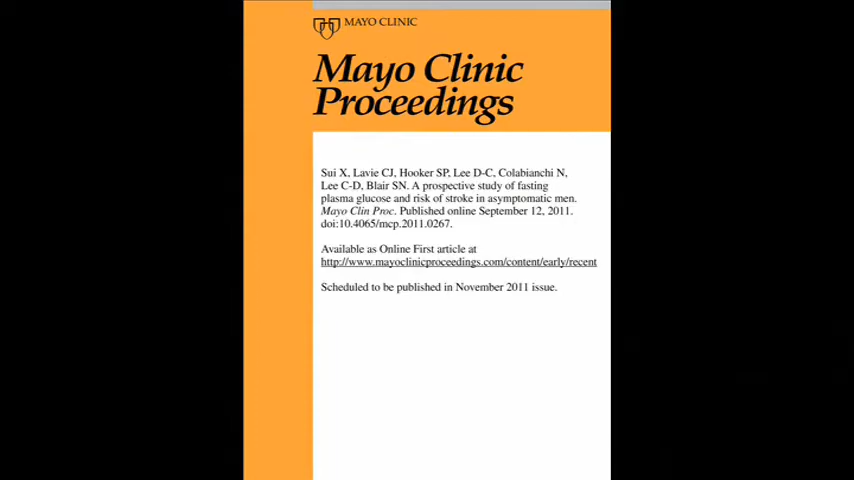 MAYO CLINIC
Mayo Clinic
Proceedings
Sui X, Lavie CJ, Hooker SP, Lee D-C, Colabianchi N,
Lee C-D, Blair SN. A prospective study of fasting
plasma glucose and risk of stroke in asymptomatic men.
Mayo Clin Proc. Published online September 12, 2011.
doi:10.4065/mcp.2011.0267.
Available as Online First article at
http://www.mayoclinicproceedings.com/content/early/recent
Scheduled to be published in November 2011 issue.